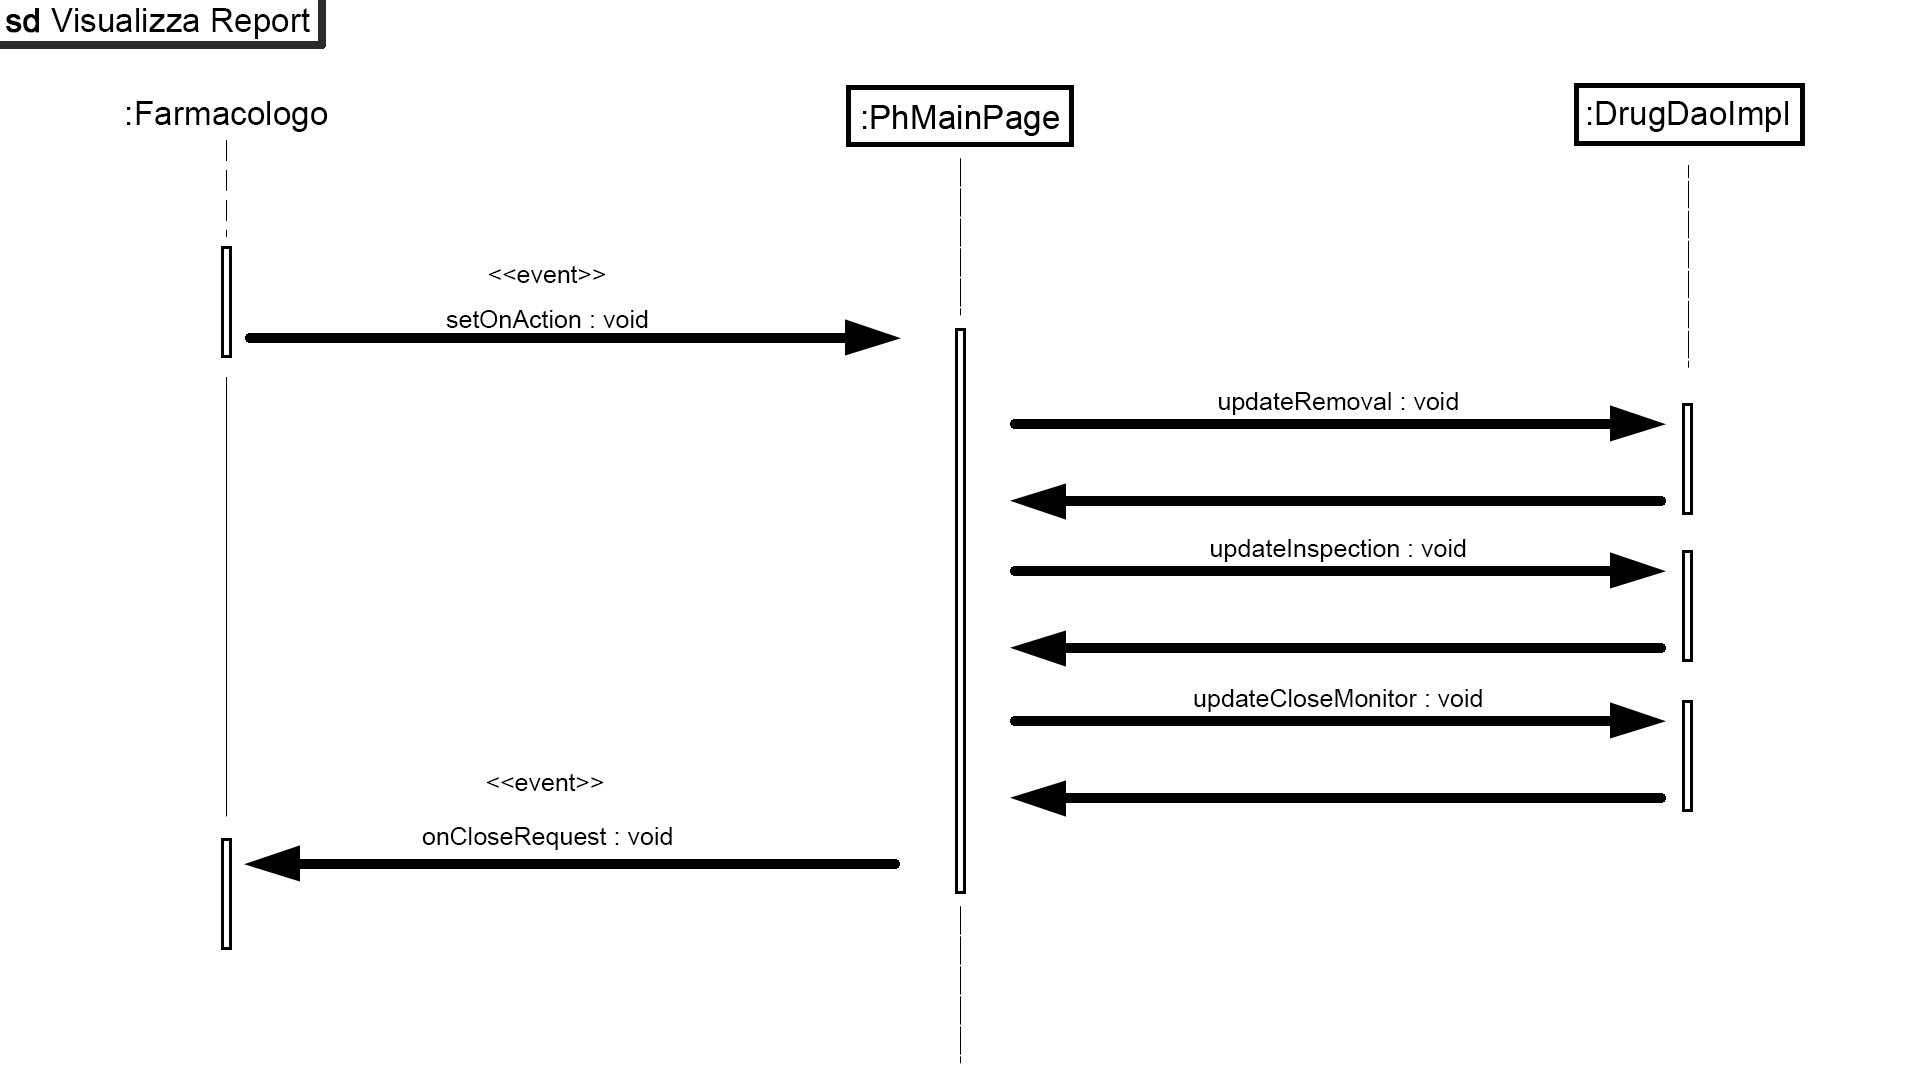 sd Visualizza Report
:Farmacologo
:PhMainPage
:DrugDaoImpl
<<event>>
setOnAction : void
updateRemoval : void
updateInspection : void
updateCloseMonitor : void
<<event>>
onCloseRequest : void